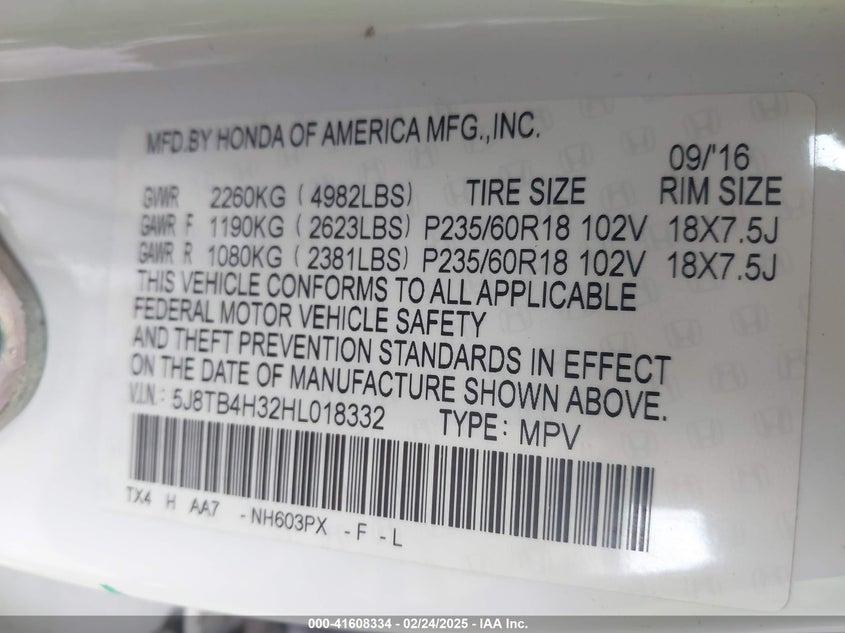 MFD.BY HONDA OF AMERICA MFG.,INC.
09/'16
GVWR 2260KG ( 4982LBS) TIRE SIZE RIM SIZE
GAWR F 1190KG ( 2623LBS) P235/60R18 102V 18X7.5J
GAWR R 1080KG ( 2381LBS) P235/60R18 102V 18X7.5J
THIS VEHICLE CONFORMS TO ALL APPLICABLE
FEDERAL MOTOR VEHICLE SAFETY
AND THEFT PREVENTION STANDARDS IN EFFECT
ON THE DATE OF MANUFACTURE SHOWN ABOVE.
V.I.N.: 5J8TB4H32HL018332 TYPE: MPV
TX4 H AA7 -NH603PX -F -L
000-41608334 - 02/24/2025 - IAA Inc.